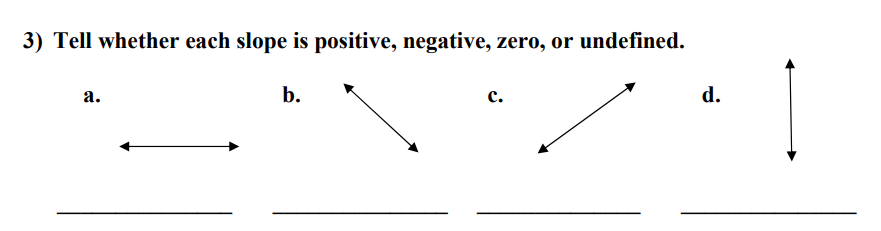 3) Tell whether each slope is positive, negative, zero, or undefined.
a. b. c. d.